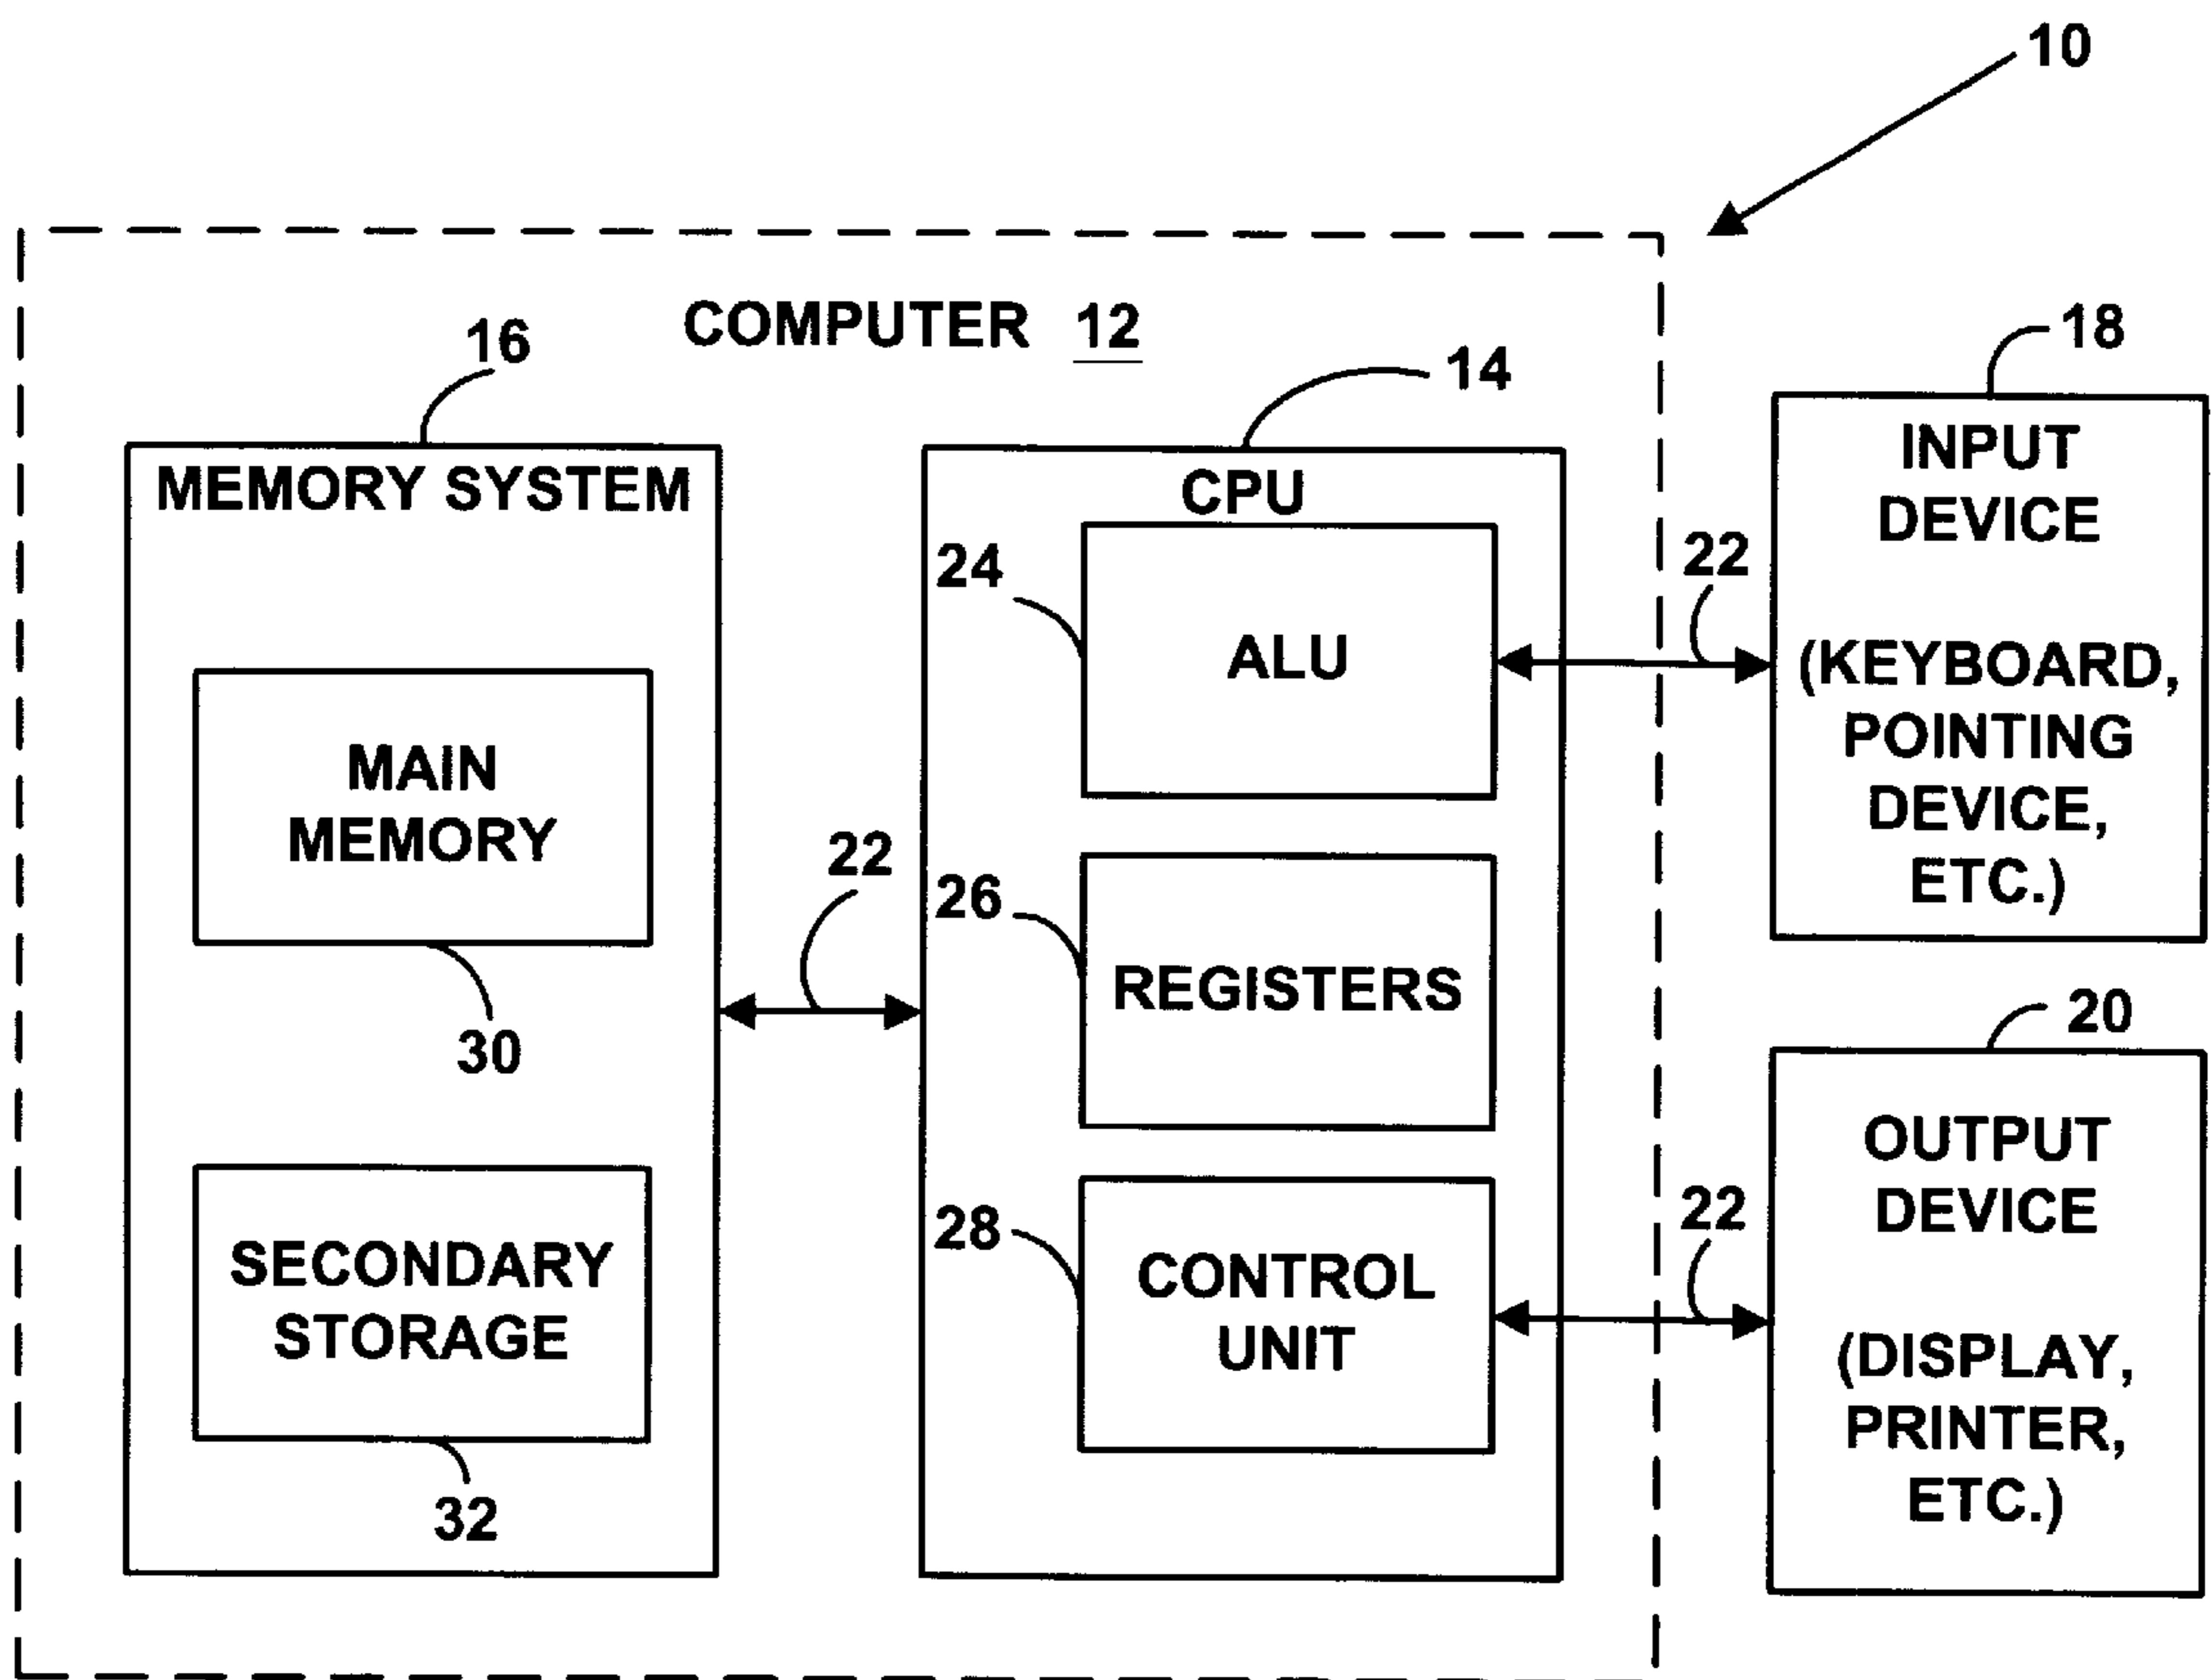 10
COMPUTER 12
16
14
18
MEMORY SYSTEM
CPU
INPUT
DEVICE
(KEYBOARD,
POINTING
DEVICE,
ETC.)
24
ALU
22
MAIN
MEMORY
30
22
26
REGISTERS
20
OUTPUT
DEVICE
(DISPLAY,
PRINTER,
ETC.)
SECONDARY
STORAGE
32
28
CONTROL
UNIT
22